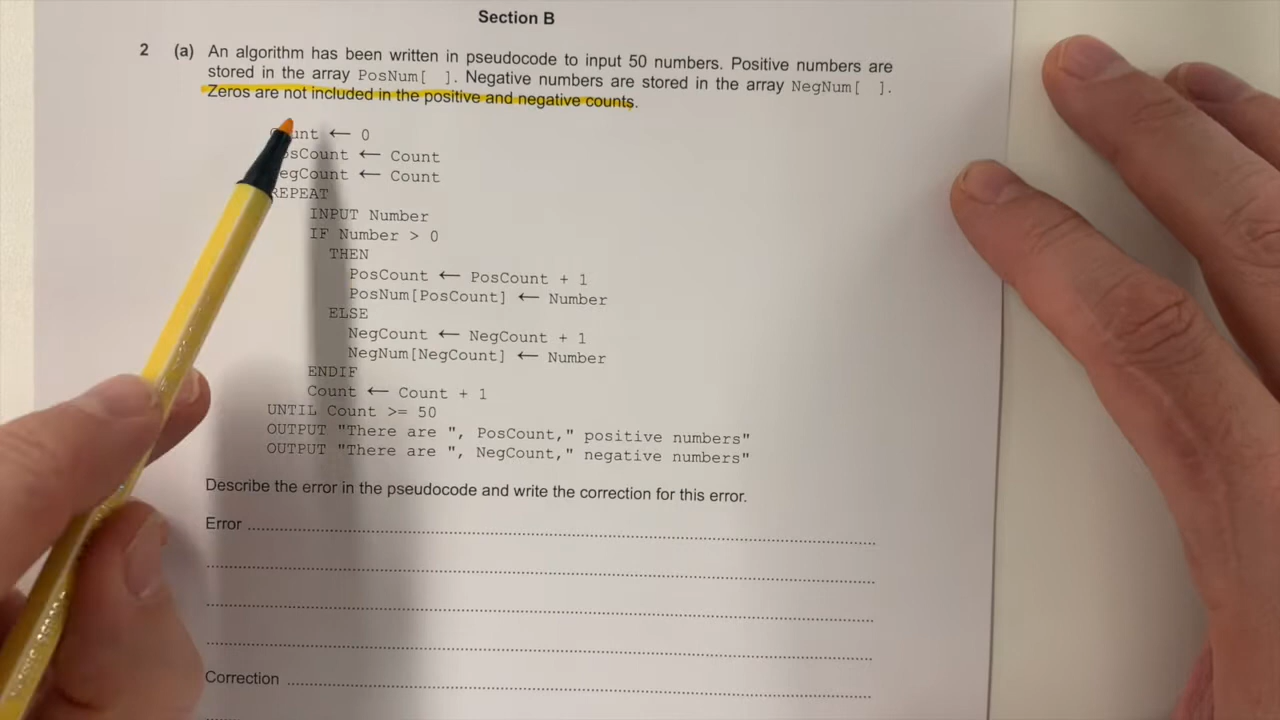 Section B
2 (a) An algorithm has been written in pseudocode to input 50 numbers. Positive numbers are
stored in the array PosNum[ ]. Negative numbers are stored in the array NegNum[ ].
Zeros are not included in the positive and negative counts.
← 0
← Count
← Count
REPEAT
INPUT Number
IF Number > 0
THEN
PosCount ← PosCount + 1
PosNum[PosCount] ← Number
ELSE
NegCount ← NegCount + 1
NegNum[NegCount] ← Number
ENDIF
Count ← Count + 1
UNTIL Count >= 50
OUTPUT "There are ", PosCount," positive numbers"
OUTPUT "There are ", NegCount," negative numbers"
Describe the error in the pseudocode and write the correction for this error.
Error
Correction